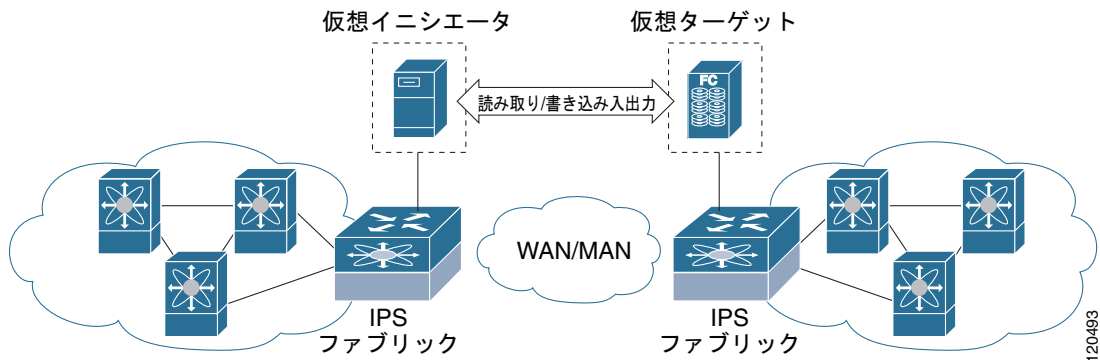 仮想イニシエータ
仮想ターゲット
FC
読み取り/書き込み入出力
WAN/MAN
IPS
ファブリック
IPS
ファブリック
120493